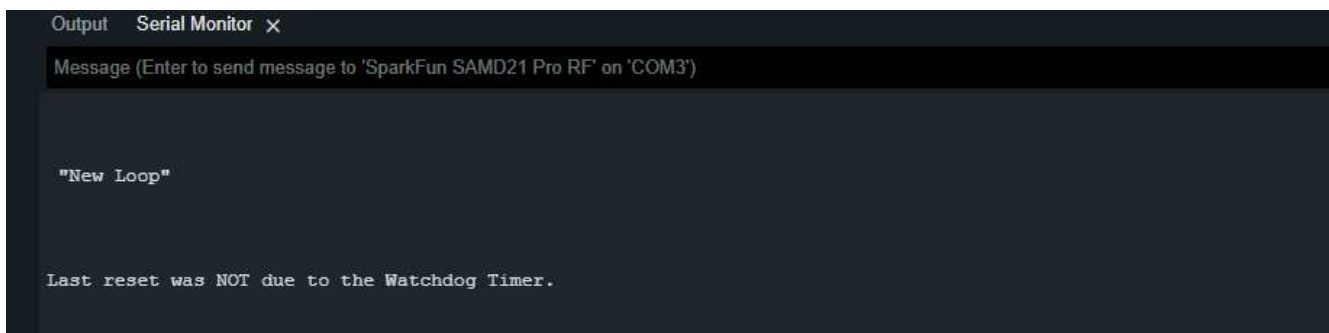 Output Serial Monitor ×
Message (Enter to send message to 'SparkFun SAMD21 Pro RF' on 'COM3')
"New Loop"
Last reset was NOT due to the Watchdog Timer.